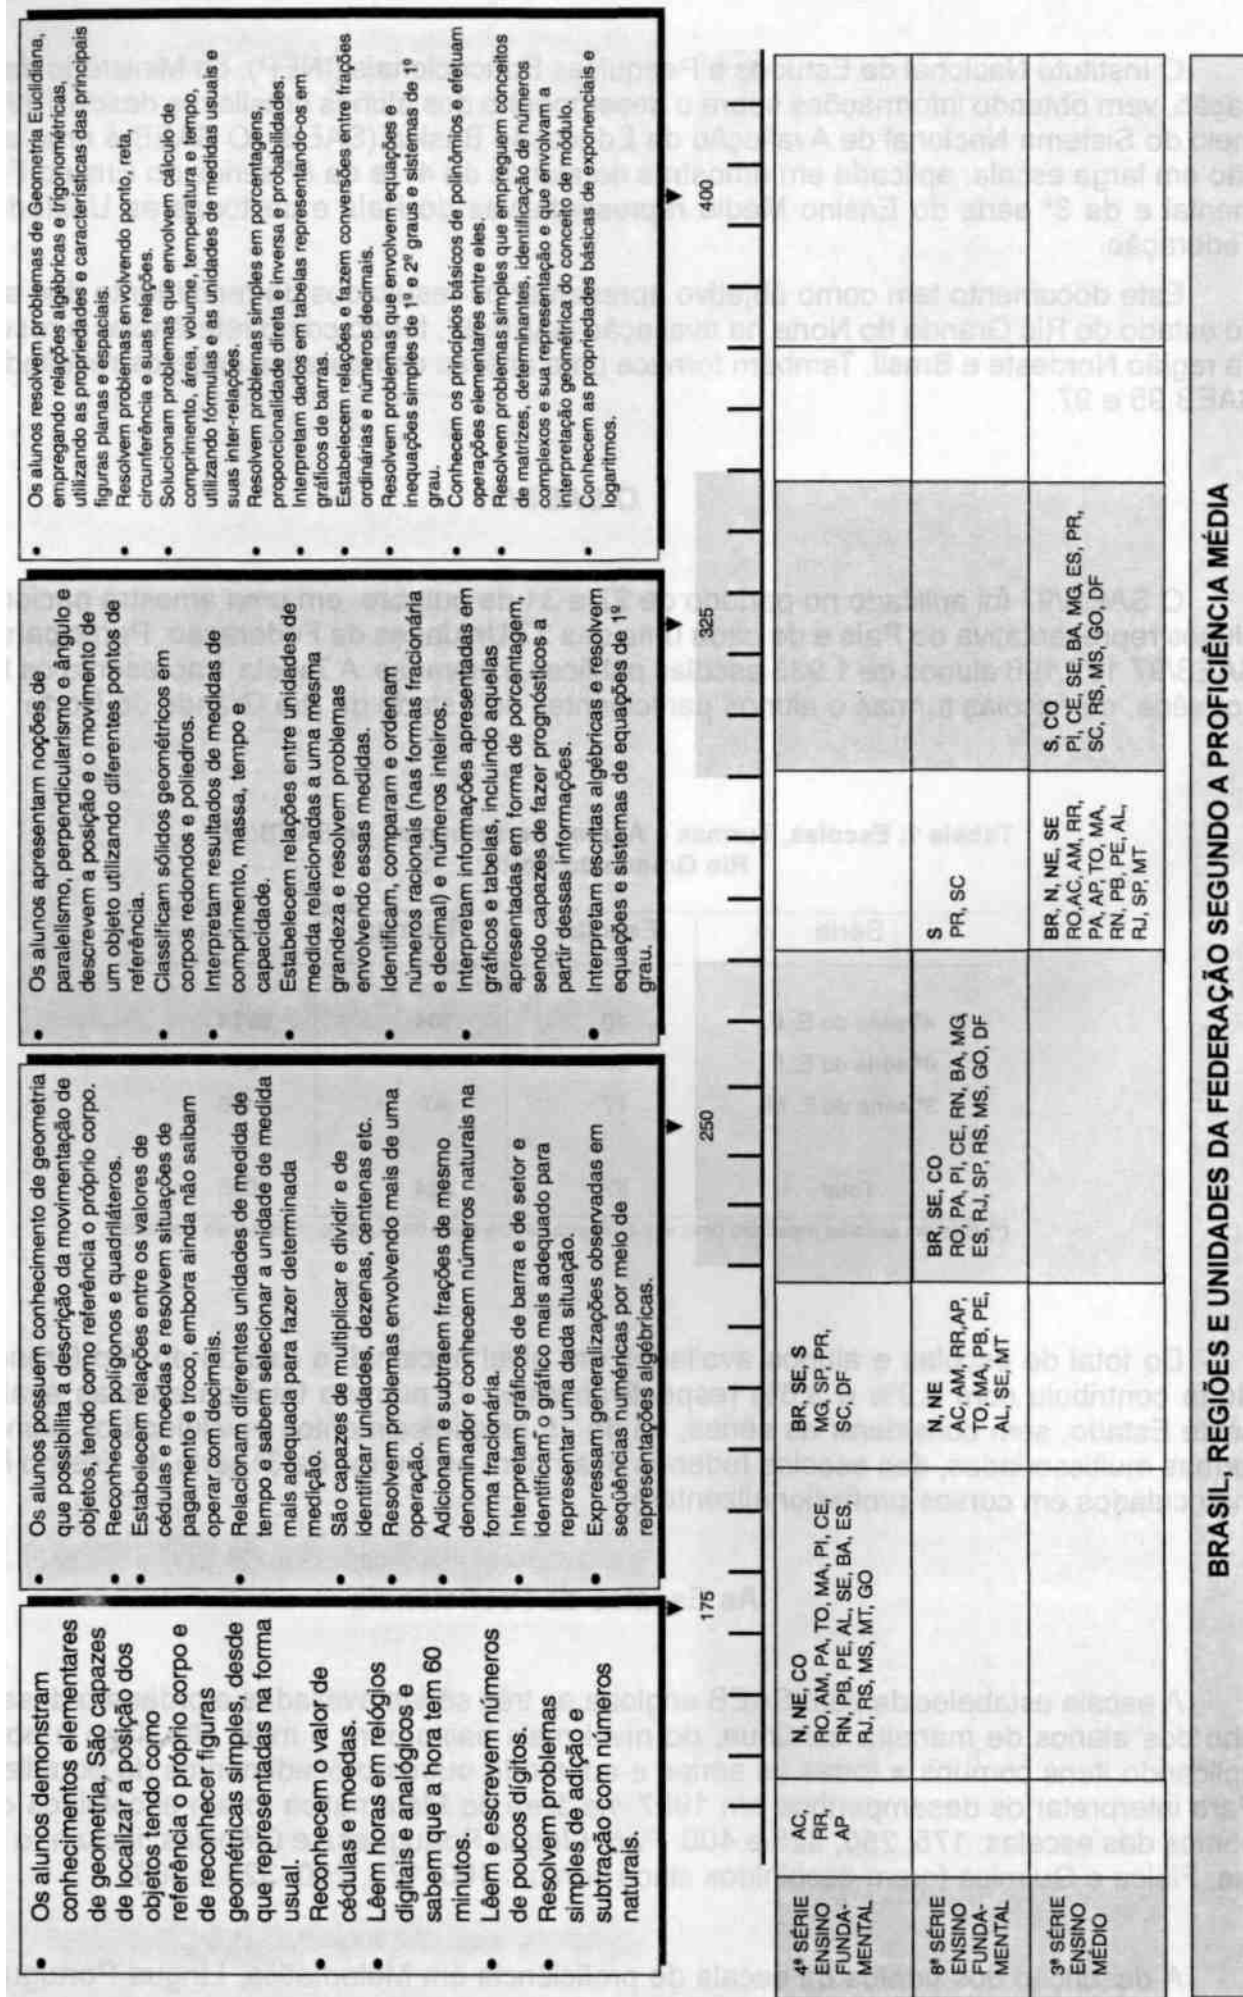 • Os alunos demonstram
conhecimentos elementares
de geometria. São capazes
de localizar a posição dos
objetos tendo como
referência o próprio corpo e
de reconhecer figuras
geométricas simples, desde
que representadas na forma
usual.
• Reconhecem valor de
cédulas e moedas.
• Lêem horas em relógios
digitais e analógicos e
sabem que a hora tem 60
minutos.
• Lêem e escrevem números
de poucos dígitos.
• Resolvem problemas
simples de adição e
subtração com números
naturais.
• Os alunos possuem conhecimento de geometria
que possibilita a descrição da movimentação de
objetos, tendo como referência o próprio corpo.
• Reconhecem polígonos e quadriláteros.
• Estabelecem relações entre os valores de
cédulas e moedas e resolvem situações de
pagamento e troco, embora ainda não saibam
operar com decimais.
• Relacionam diferentes unidades de medida de
tempo e sabem selecionar a unidade de medida
mais adequada para fazer determinada
medição.
• São capazes de multiplicar e dividir e de
identificar unidades, dezenas, centenas etc.
• Resolvem problemas envolvendo mais de uma
operação.
• Adicionam e subtraem frações de mesmo
denominador e conhecem números naturais na
forma fracionária.
• Interpretam gráficos de barra e de setor e
identificam o gráfico mais adequado para
representar uma dada situação.
• Expressam generalizações observadas em
seqüências numéricas por meio de
representações algébricas.
• Os alunos apresentam noções de
paralelismo, perpendicularismo e ângulo e
descrevem a posição e o movimento de
um objeto utilizando diferentes pontos de
referência.
• Classificam sólidos geométricos em
corpos redondos e poliedros.
• Interpretam resultados de medidas de
comprimento, massa, tempo e
capacidade.
• Estabelecem relações entre unidades de
medida relacionadas a uma mesma
grandeza e resolvem problemas
envolvendo essas medidas.
• Identificam, comparam e ordenam
números racionais (nas formas fracionária
e decimal) e números inteiros.
• Interpretam informações apresentadas em
gráficos e tabelas, incluindo aquelas
apresentadas em forma de porcentagem,
sendo capazes de fazer prognósticos a
partir dessas informações.
• Interpretam escritas algébricas e resolvem
equações e sistemas de equações de 1º
grau.
• Os alunos resolvem problemas de Geometria Euclidiana,
empregando relações algébricas e trigonométricas,
utilizando as propriedades e características das principais
figuras planas e espaciais.
• Resolvem problemas envolvendo ponto, reta,
circunferência e suas relações.
• Solucionam problemas que envolvem cálculo de
comprimento, área, volume, temperatura e tempo,
utilizando fórmulas e as unidades de medidas usuais e
suas inter-relações.
• Resolvem problemas simples em porcentagens,
proporcionalidade direta e inversa e probabilidades.
• Interpretam dados em tabelas representando-os em
gráficos de barras.
• Estabelecem relações e fazem conversões entre frações
ordinárias e números decimais.
• Resolvem problemas que envolvem equações e
inequações simples de 1º e 2º graus e sistemas de 1º
grau.
• Conhecem os princípios básicos de polinômios e efetuam
operações elementares entre eles.
• Resolvem problemas simples que empreguem conceitos
de matrizes, determinantes, identificação de números
complexos e sua representação e que envolvam a
interpretação geométrica do conceito de módulo.
• Conhecem as propriedades básicas de exponenciais e
logaritmos.
175 250 325 400
4ª SÉRIE
ENSINO
FUNDA-
MENTAL
AC,
RR,
AP
N, NE, CO
RO, AM, PA, TO, MA, PI, CE,
RN, PB, PE, AL, SE, BA, ES,
RJ, RS, MS, MT, GO
BR, SE, S
MG, SP, PR,
SC, DF
8ª SÉRIE
ENSINO
FUNDA-
MENTAL
N, NE
AC, AM, RR,AP,
TO, MA, PB, PE,
AL, SE,MT
BR, SE, CO
RO, PA, PI, CE, RN, BA, MG,
ES, RJ, SP, RS, MS, GO, DF
S
PR, SC
3ª SÉRIE
ENSINO
MÉDIO
BR, N, NE, SE
RO,AC, AM, RR,
PA, AP, TO, MA,
RN, PB, PE, AL,
RJ, SP, MT
S, CO
PI, CE, SE, BA, MG, ES, PR,
SC, RS, MS, GO, DF
BRASIL, REGIÕES E UNIDADES DA FEDERAÇÃO SEGUNDO A PROFICIÊNCIA MÉDIA